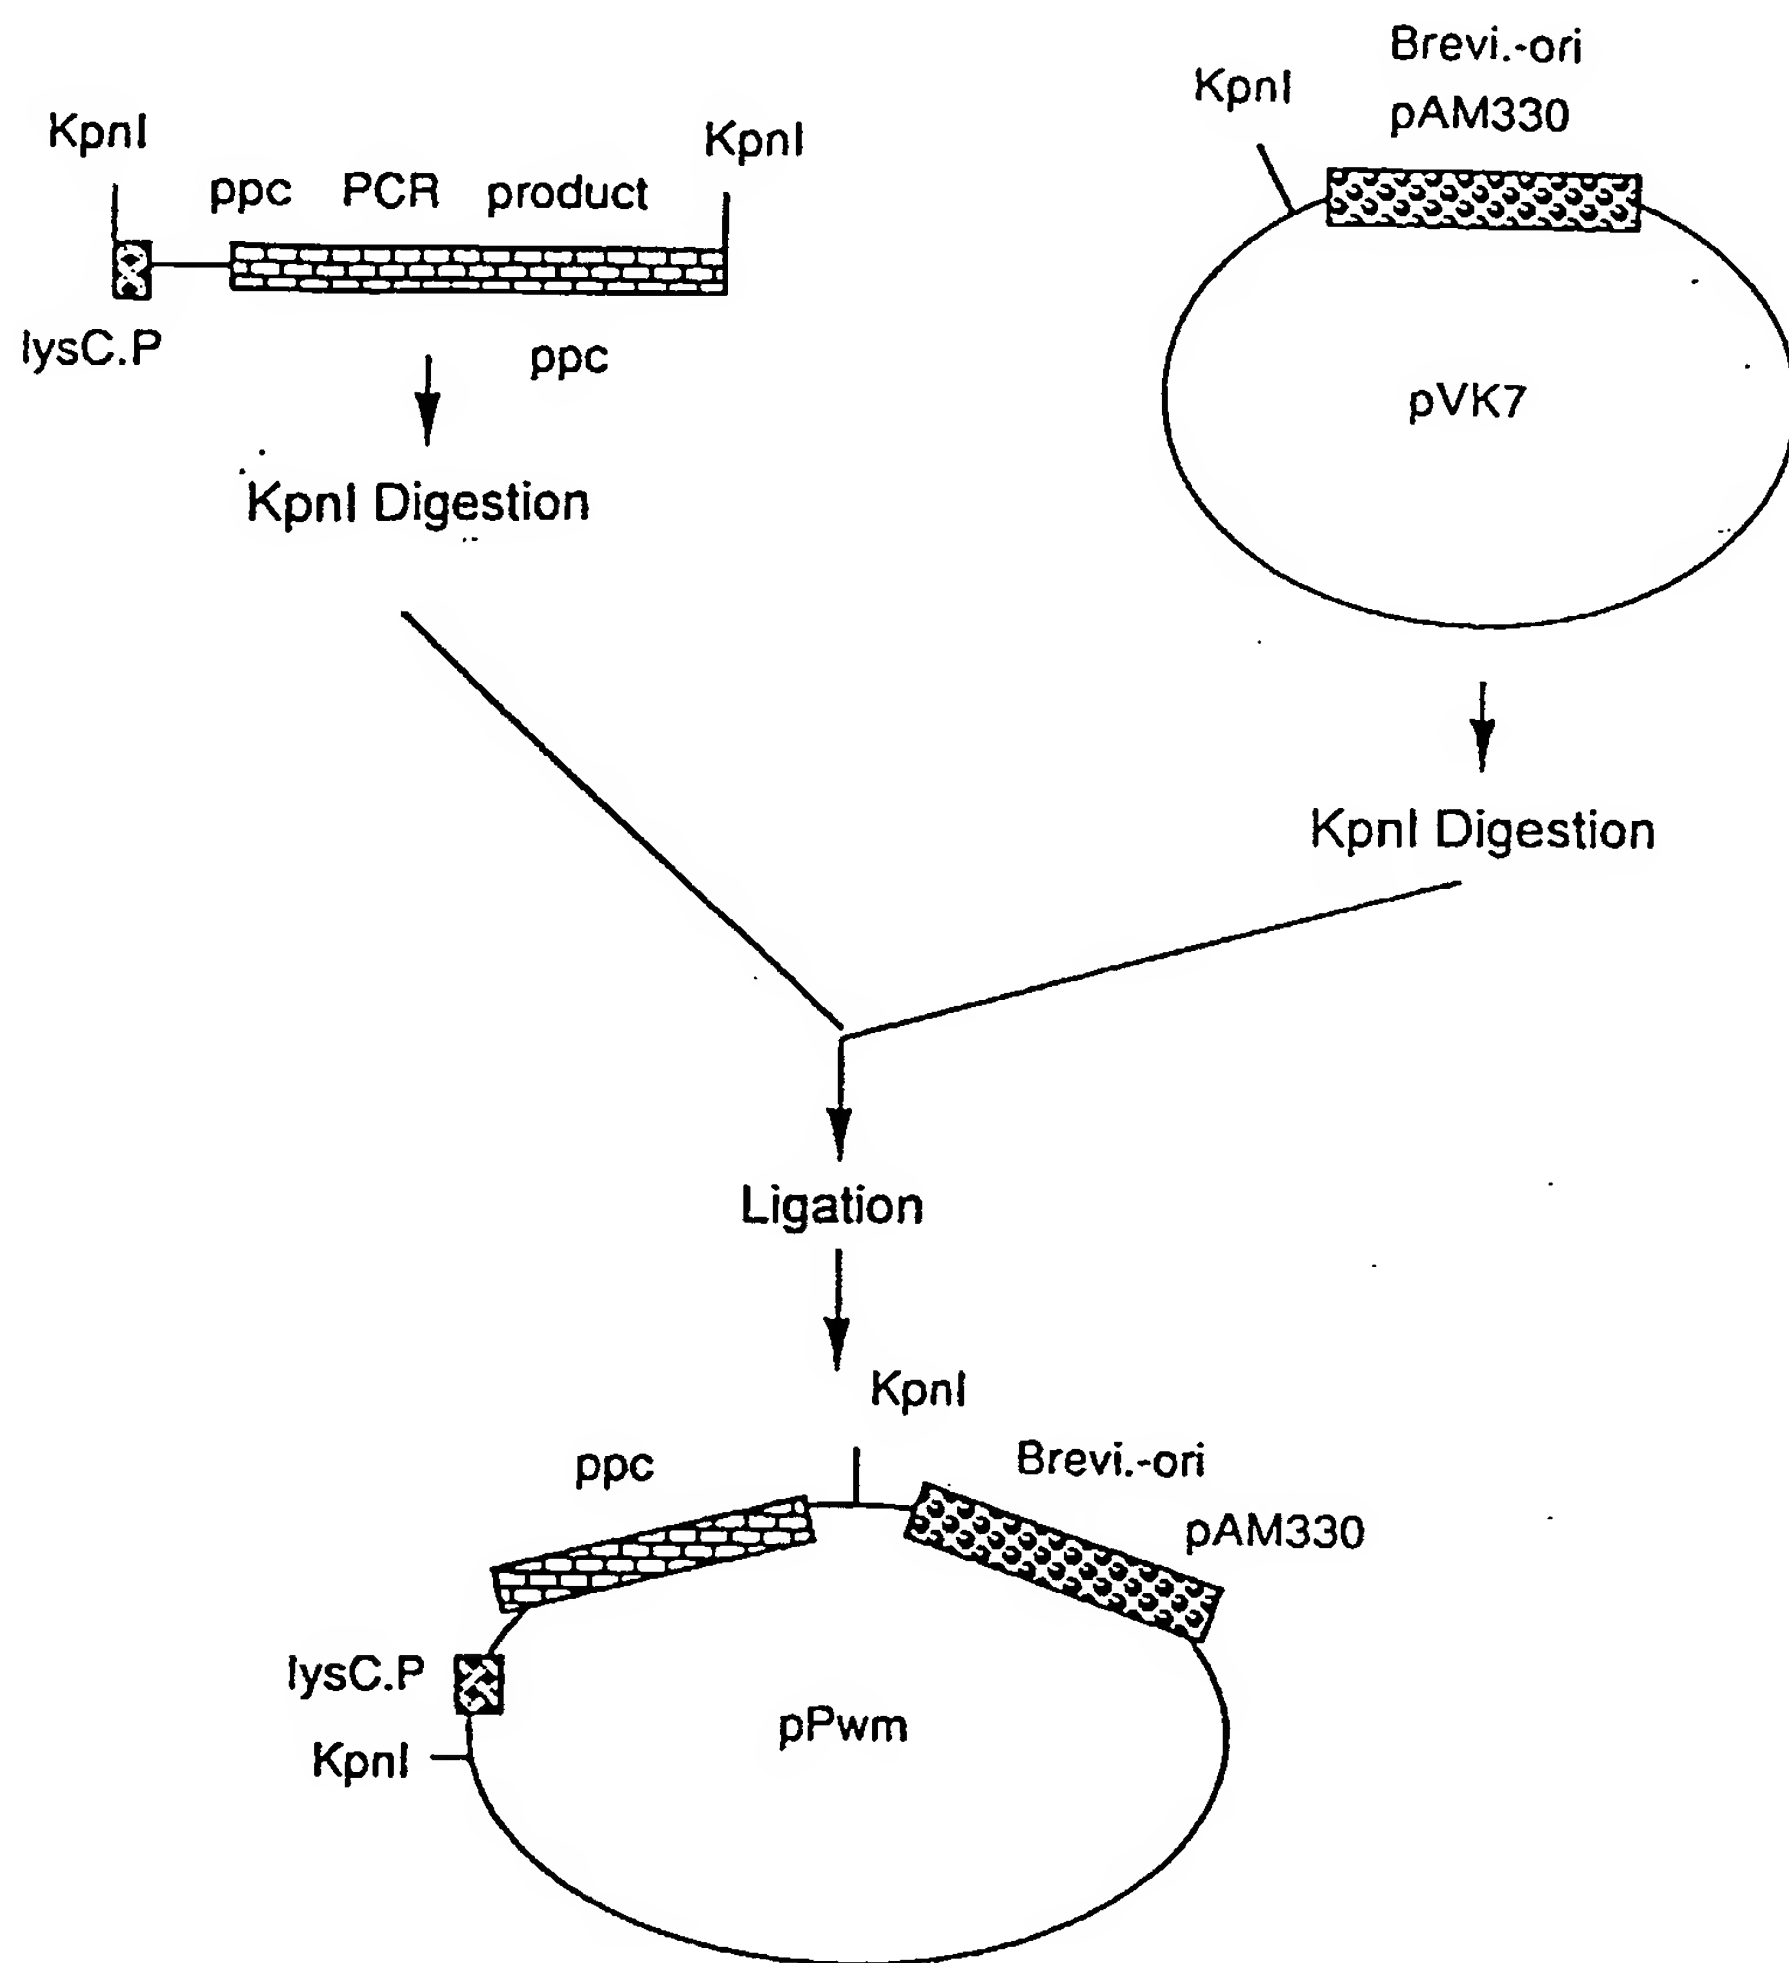 KpnI
KpnI
ppc PCR product
lysC.P
ppc
KpnI Digestion
Brevi.-ori
KpnI
pAM330
pVK7
KpnI Digestion
Ligation
KpnI
ppc
Brevi.-ori
pAM330
lysC.P
pPwm
KpnI